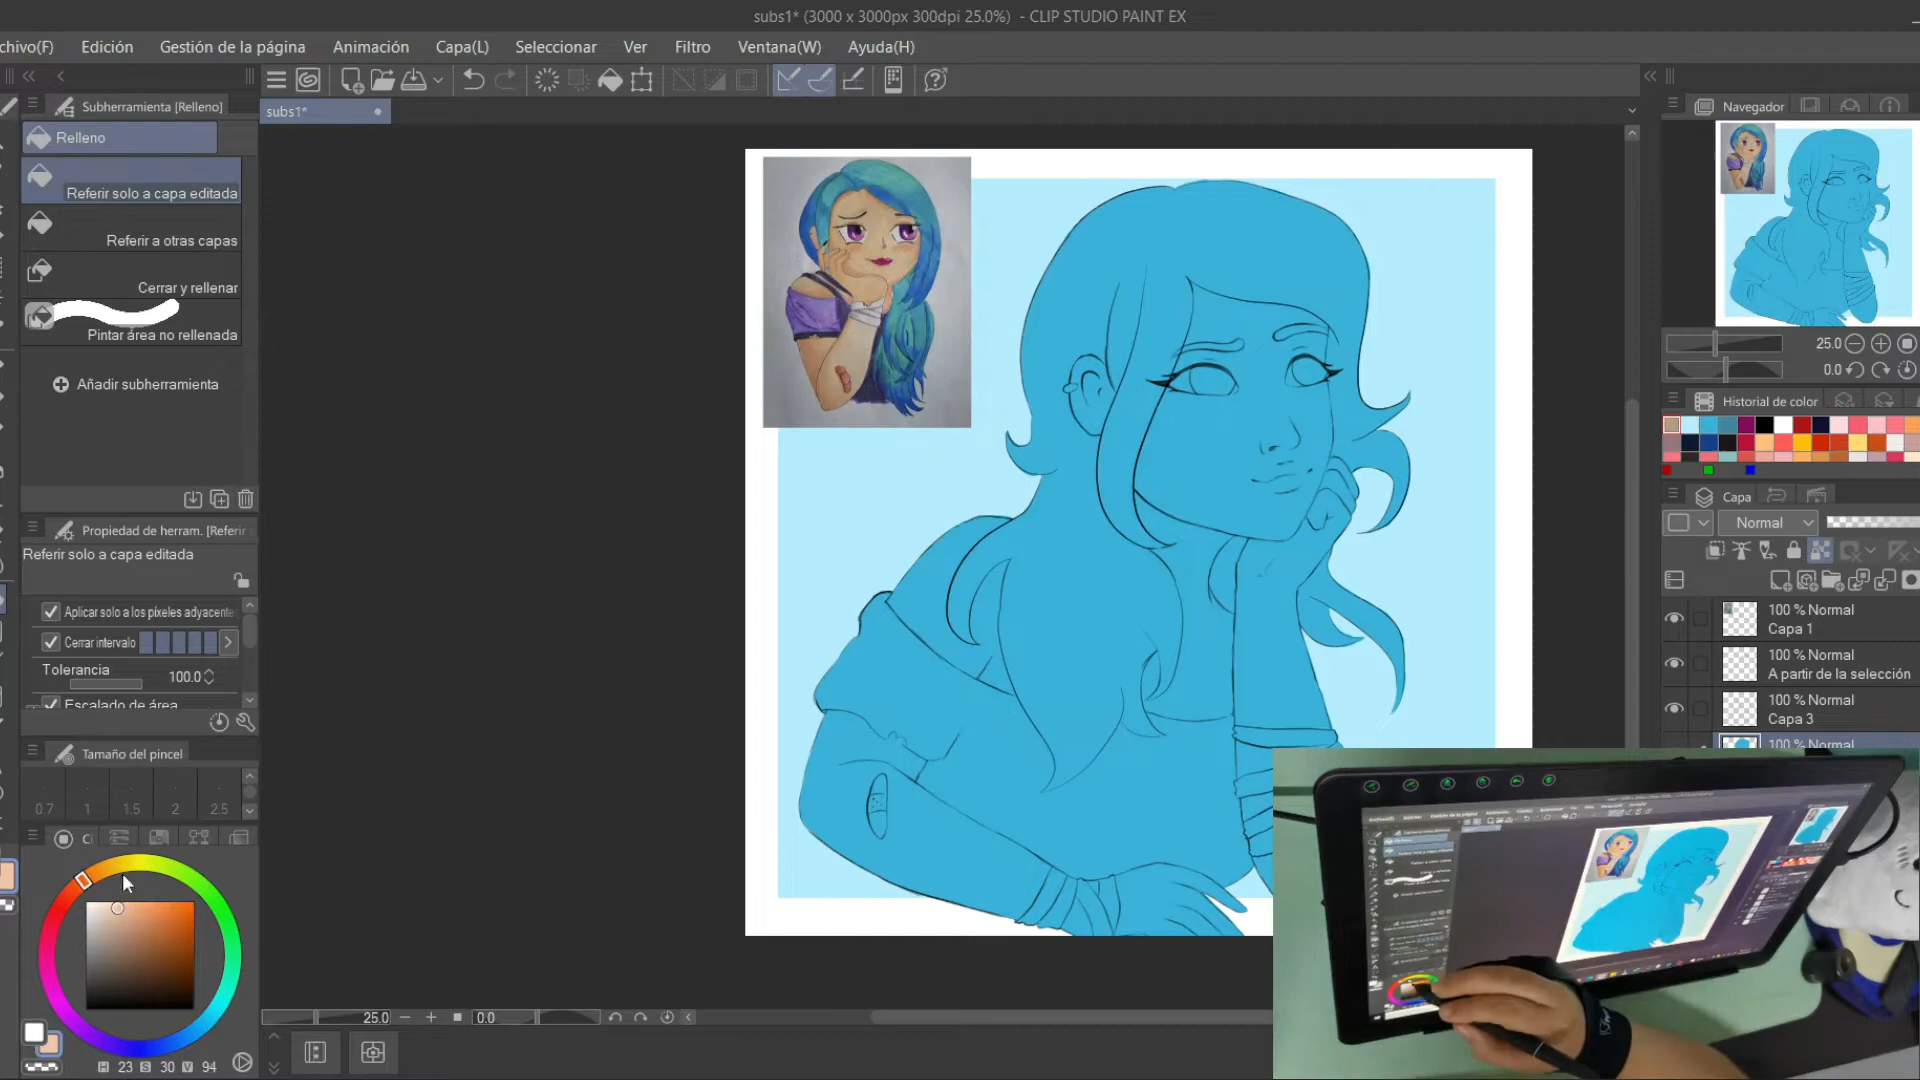 subs1* (3000 x 3000px 300dpi 25.0%) - CLIP STUDIO PAINT EX
chivo(F) Edición Gestión de la página Animación Capa(L) Seleccionar Ver Filtro Ventana(W) Ayuda(H)
Subherramienta [Relleno]
subs1*
Relleno
Referir solo a capa editada
Referir a otras capas
Cerrar y rellenar
Pintar área no rellenada
Añadir subherramienta
Propiedad de herram. [Referir
Referir solo a capa editada
Aplicar solo a los píxeles adyacente
Cerrar intervalo
Tolerancia
100.0
Escalado de área
Tamaño del pincel
0.7 1 1.5 2 2.5
H 23 S 30 V 94
25.0
0.0
Navegador
25.0
0.0
Historial de color
Capa
Normal
100 % Normal
Capa 1
100 % Normal
A partir de la selección
100 % Normal
Capa 3
100 % Normal